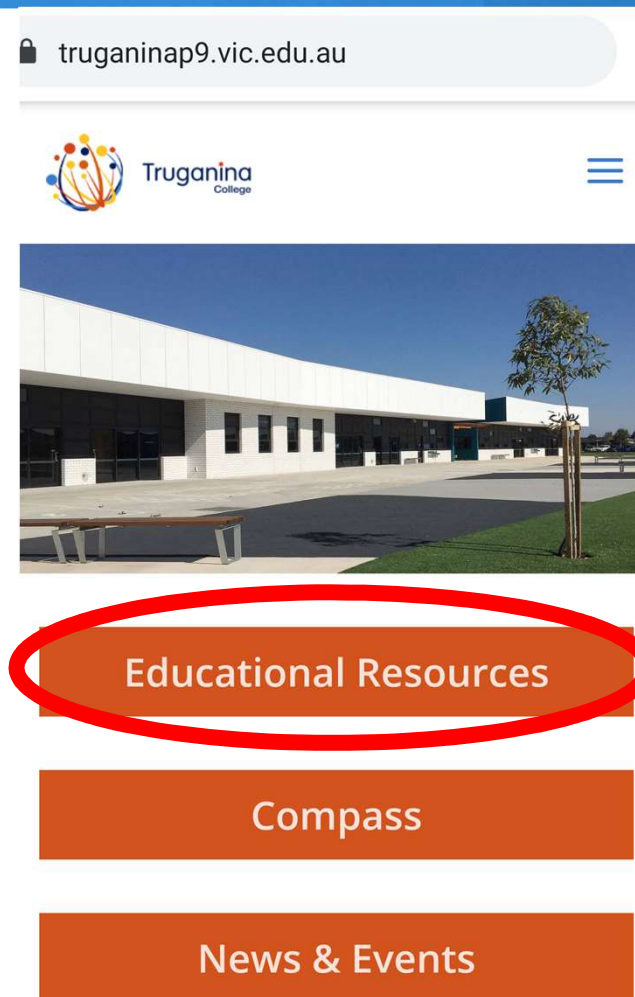 truganinap9.vic.edu.au
Truganina
College
Educational Resources
Compass
News & Events